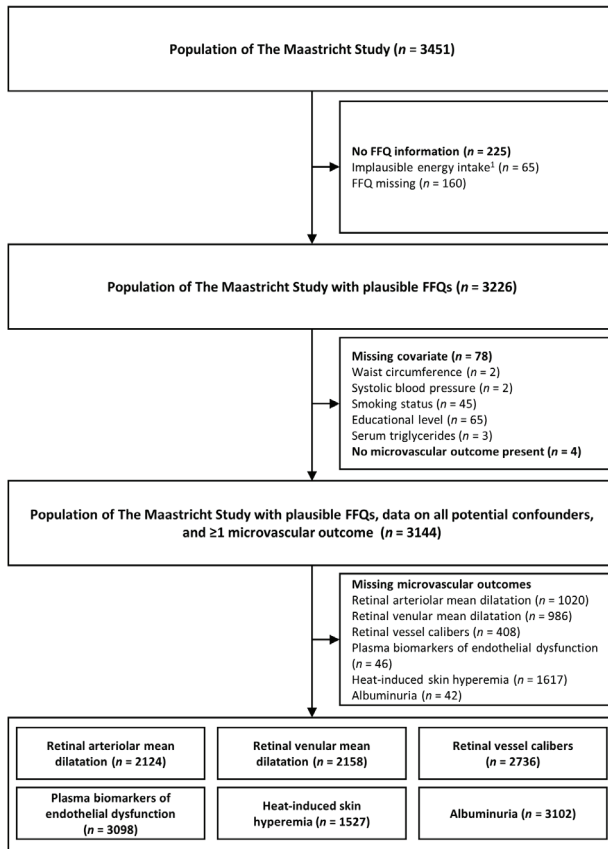 Population of The Maastricht Study (n = 3451)
No FFQ information (n = 225)
Implausible energy intake¹ (n = 65)
FFQ missing (n = 160)
Population of The Maastricht Study with plausible FFQs (n = 3226)
Missing covariate (n = 78)
Waist circumference (n = 2)
Systolic blood pressure (n = 2)
Smoking status (n = 45)
Educational level (n = 65)
Serum triglycerides (n = 3)
No microvascular outcome present (n = 4)
Population of The Maastricht Study with plausible FFQs, data on all potential confounders,
and ≥1 microvascular outcome (n = 3144)
Missing microvascular outcomes
Retinal arteriolar mean dilatation (n = 1020)
Retinal venular mean dilatation (n = 986)
Retinal vessel calibers (n = 408)
Plasma biomarkers of endothelial dysfunction
(n = 46)
Heat-induced skin hyperemia (n = 1617)
Albuminuria (n = 42)
Retinal arteriolar mean
dilatation (n = 2124)
Retinal venular mean
dilatation (n = 2158)
Retinal vessel calibers
(n = 2736)
Plasma biomarkers of
endothelial dysfunction
(n = 3098)
Heat-induced skin
hyperemia (n = 1527)
Albuminuria (n = 3102)